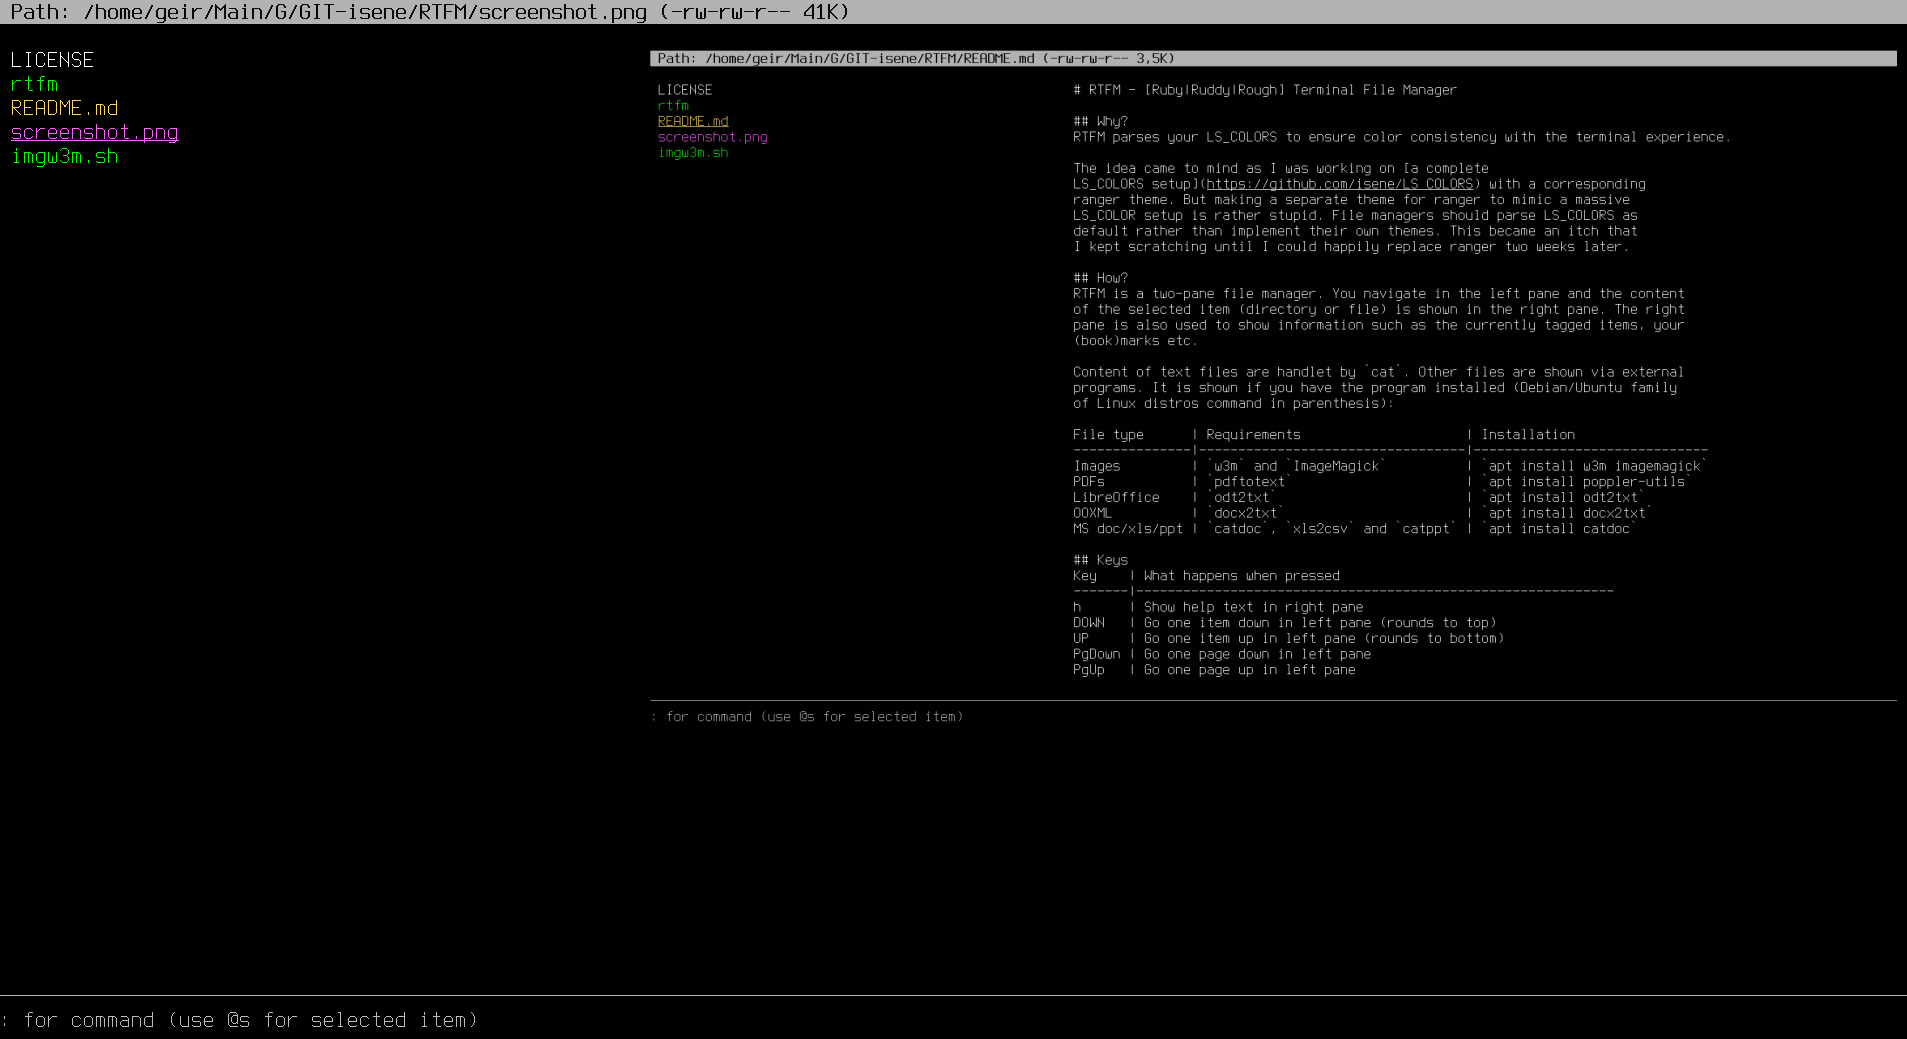 Path: /home/geir/Main/G/GIT-isene/RTFM/screenshot.png (-rw-rw-r-- 41K)
LICENSE
rtfm
README.md
screenshot.png
imgw3m.sh
Path: /home/geir/Main/G/GIT-isene/RTFM/README.md (-rw-rw-r-- 3,5K)
LICENSE
rtfm
README.md
screenshot.png
imgw3m.sh
# RTFM - [Ruby|Ruddy|Rough] Terminal File Manager
## Why?
RTFM parses your LS_COLORS to ensure color consistency with the terminal experience.
The idea came to mind as I was working on [a complete
LS_COLORS setup](https://github.com/isene/LS_COLORS) with a corresponding
ranger theme. But making a separate theme for ranger to mimic a massive
LS_COLOR setup is rather stupid. File managers should parse LS_COLORS as
default rather than implement their own themes. This became an itch that
I kept scratching until I could happily replace ranger two weeks later.
## How?
RTFM is a two-pane file manager. You navigate in the left pane and the content
of the selected item (directory or file) is shown in the right pane. The right
pane is also used to show information such as the currently tagged items, your
(book)marks etc.
Content of text files are handlet by `cat`. Other files are shown via external
programs. It is shown if you have the program installed (Debian/Ubuntu family
of Linux distros command in parenthesis):
File type      | Requirements                     | Installation
---------------|----------------------------------|------------------------------
Images         | `w3m` and `ImageMagick`          | `apt install w3m imagemagick`
PDFs           | `pdftotext`                      | `apt install poppler-utils`
LibreOffice    | `odt2txt`                        | `apt install odt2txt`
OOXML          | `docx2txt`                       | `apt install docx2txt`
MS doc/xls/ppt | `catdoc`, `xls2csv` and `catppt` | `apt install catdoc`
## Keys
Key    | What happens when pressed
-------|-------------------------------------------------------------
h      | Show help text in right pane
DOWN   | Go one item down in left pane (rounds to top)
UP     | Go one item up in left pane (rounds to bottom)
PgDown | Go one page down in left pane
PgUp   | Go one page up in left pane
: for command (use @s for selected item)
: for command (use @s for selected item)